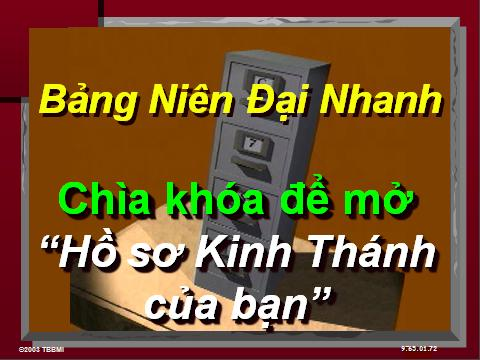 Bảng Niên Đại Nhanh
Chìa khóa để mở
“Hồ sơ Kinh Thánh
của bạn”
©2003 TBBMI
9.65.01.72